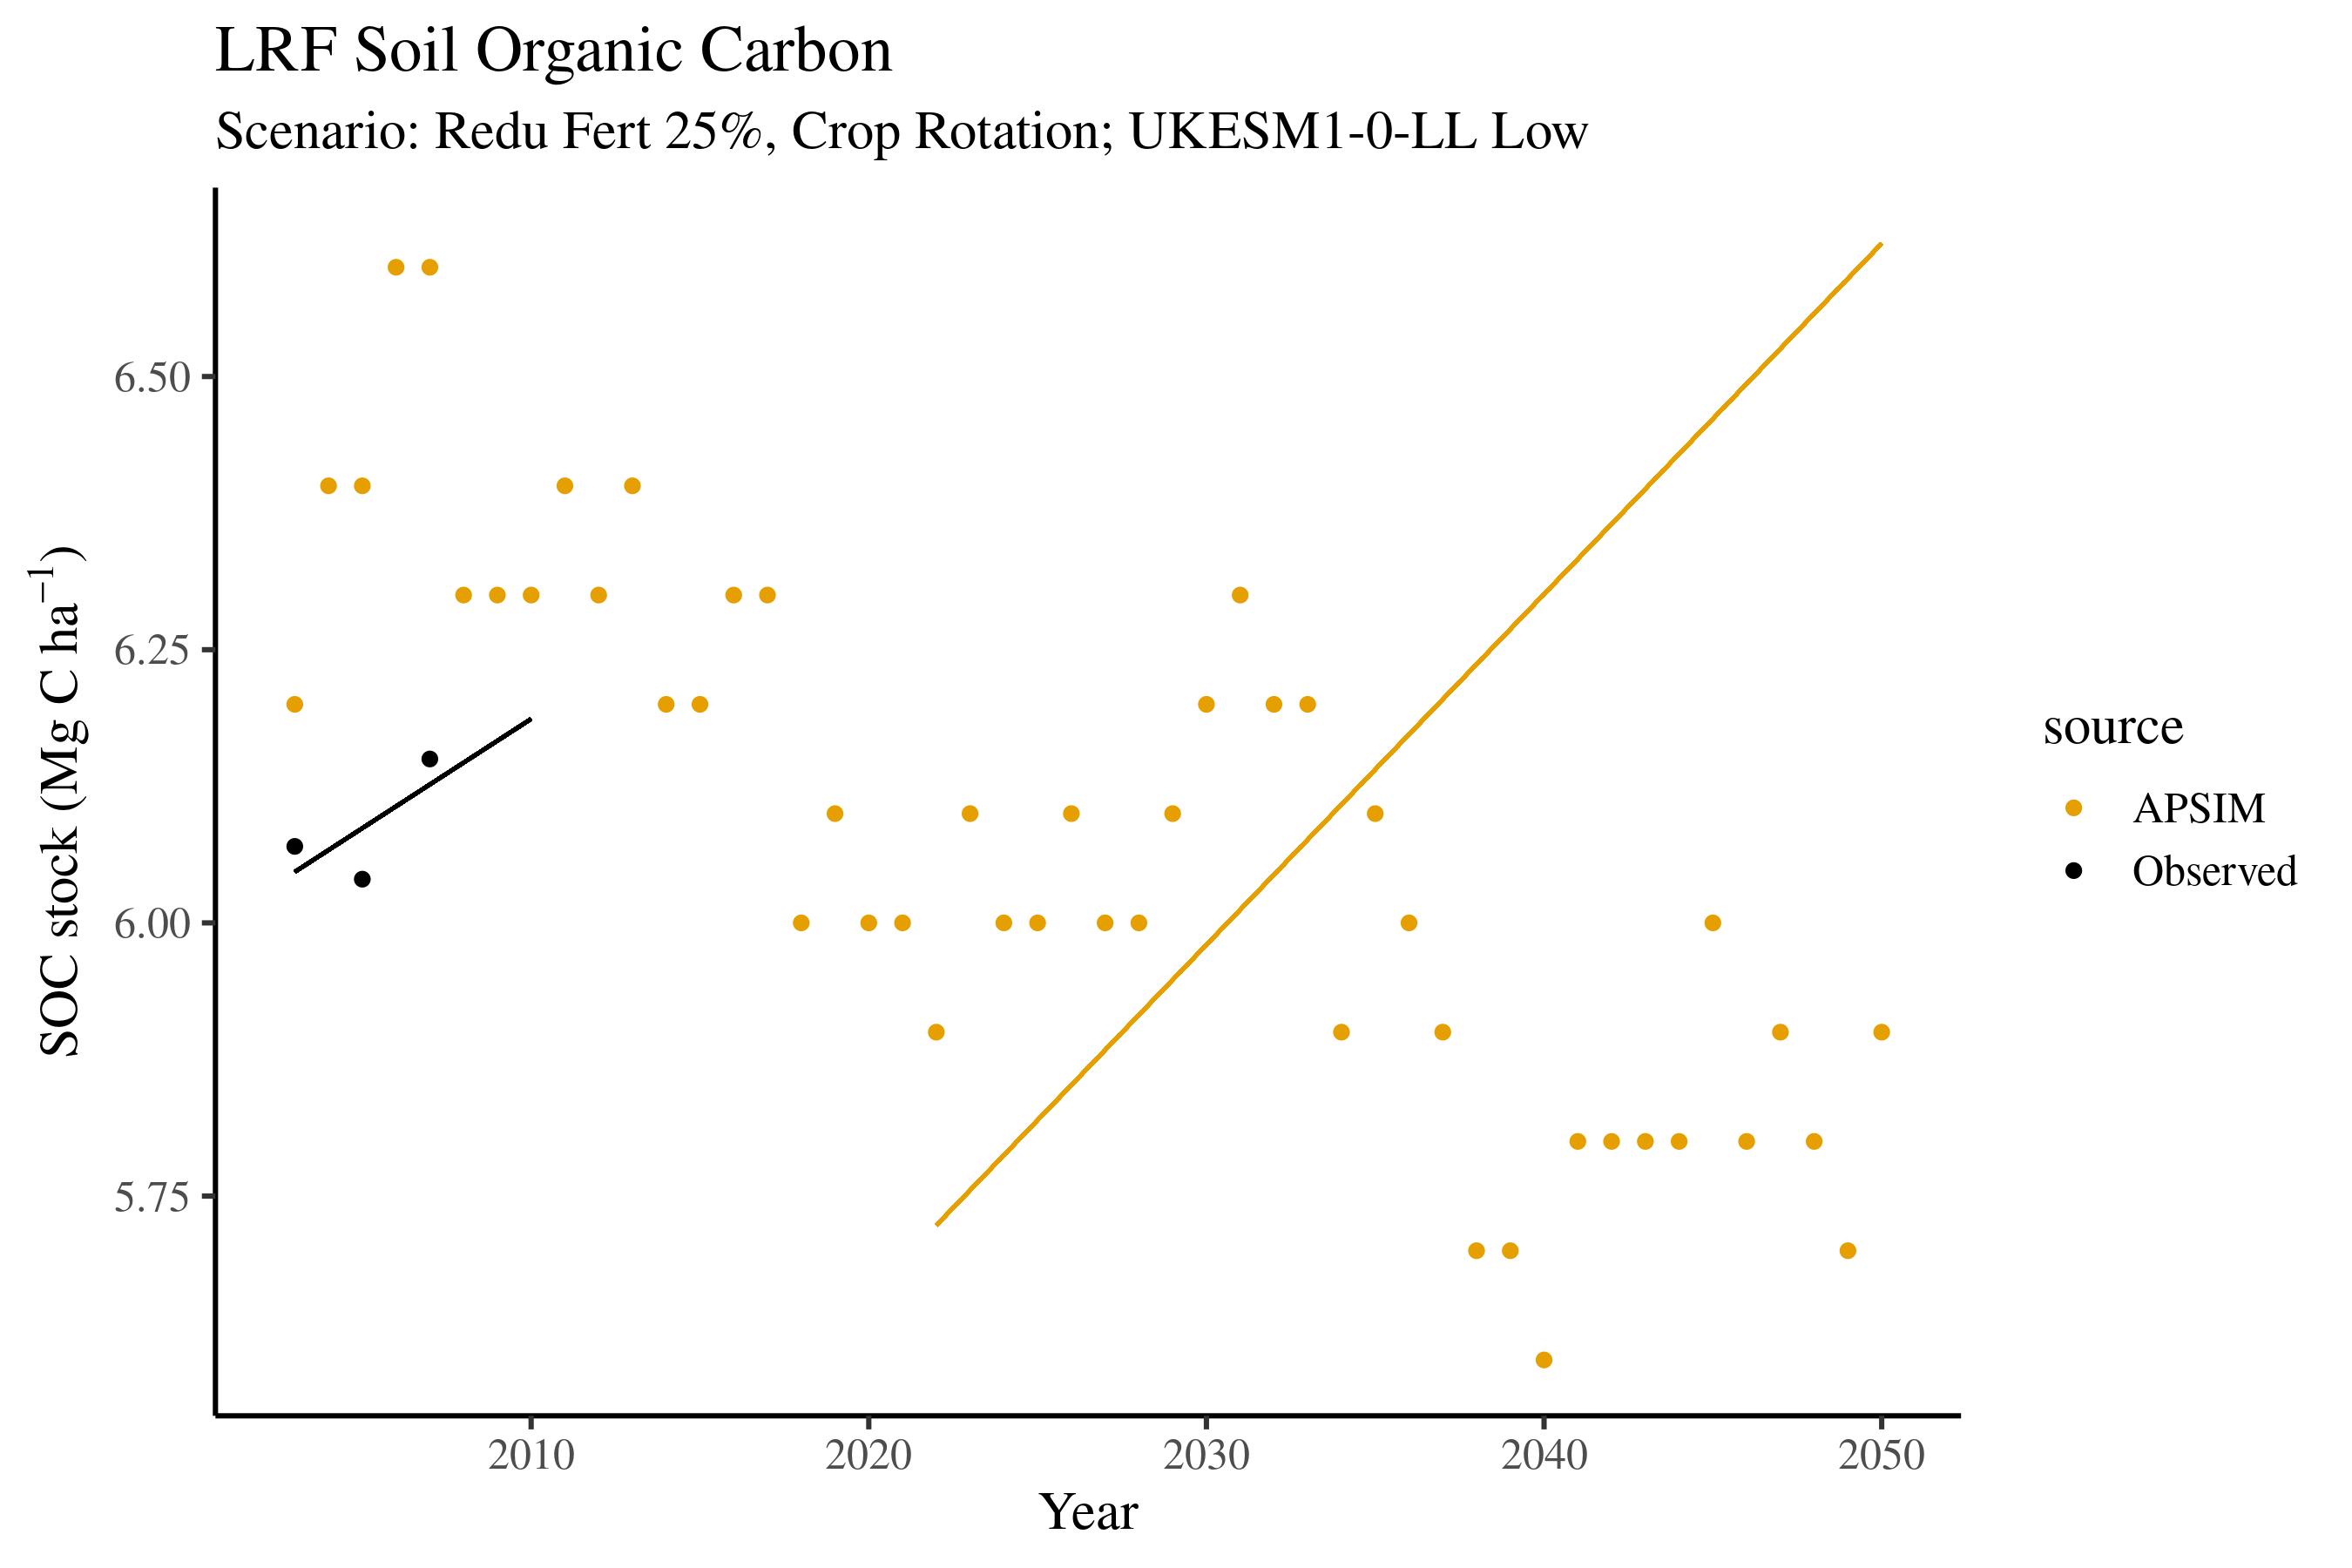 LRF Soil Organic Carbon
Scenario: Redu Fert 25%, Crop Rotation; UKESM1-0-LL Low
SOC stock (Mg C ha⁻¹)
6.50
6.25
6.00
5.75
2010 2020 2030 2040 2050
Year
source
APSIM
Observed